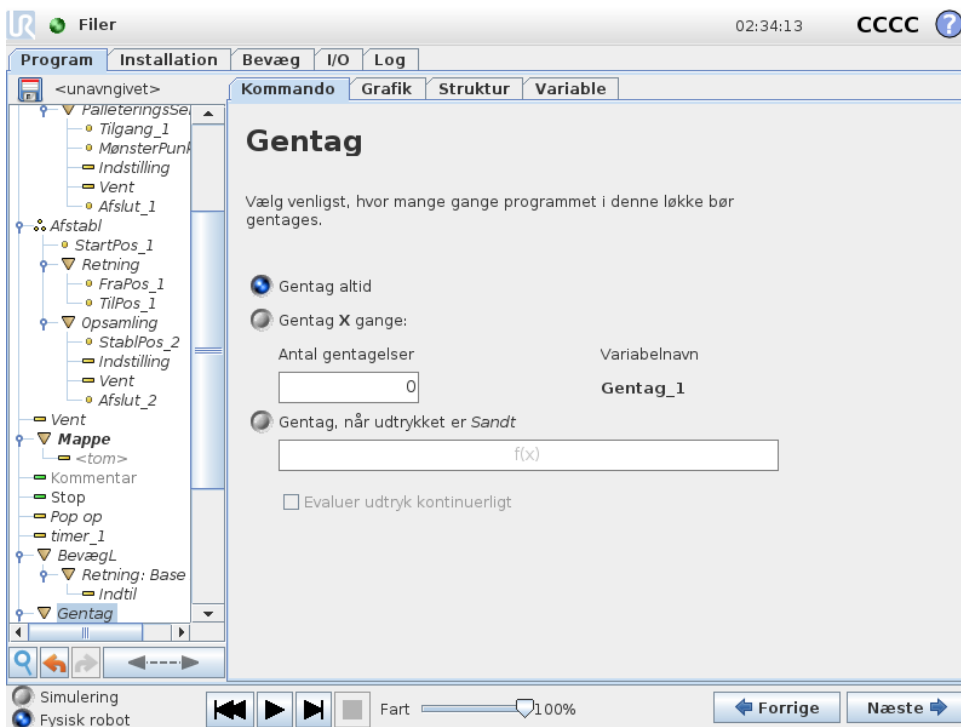 UR Filer 02:34:13 CCCC ?
Program Installation Bevæg I/O Log
<unavngivet> Kommando Grafik Struktur Variable
Tilgang_1
Indstilling
Vent
Afslut_1
Afstabl
StartPos_1
Retning
FraPos_1
TilPos_1
Opsamling
StablPos_2
Indstilling
Vent
Afslut_2
Vent
Mappe
<tom>
Kommentar
Stop
Pop op
timer_1
BevægL
Retning: Base
Indtil
Gentag
Gentag
Vælg venligst, hvor mange gange programmet i denne løkke bør
gentages.
Gentag altid
Gentag X gange:
Antal gentagelser Variabelnavn
0 Gentag_1
Gentag, når udtrykket er Sandt
f(x)
Evaluer udtryk kontinuerligt
Simulering
Fysisk robot
Fart 100% Forrige Næste